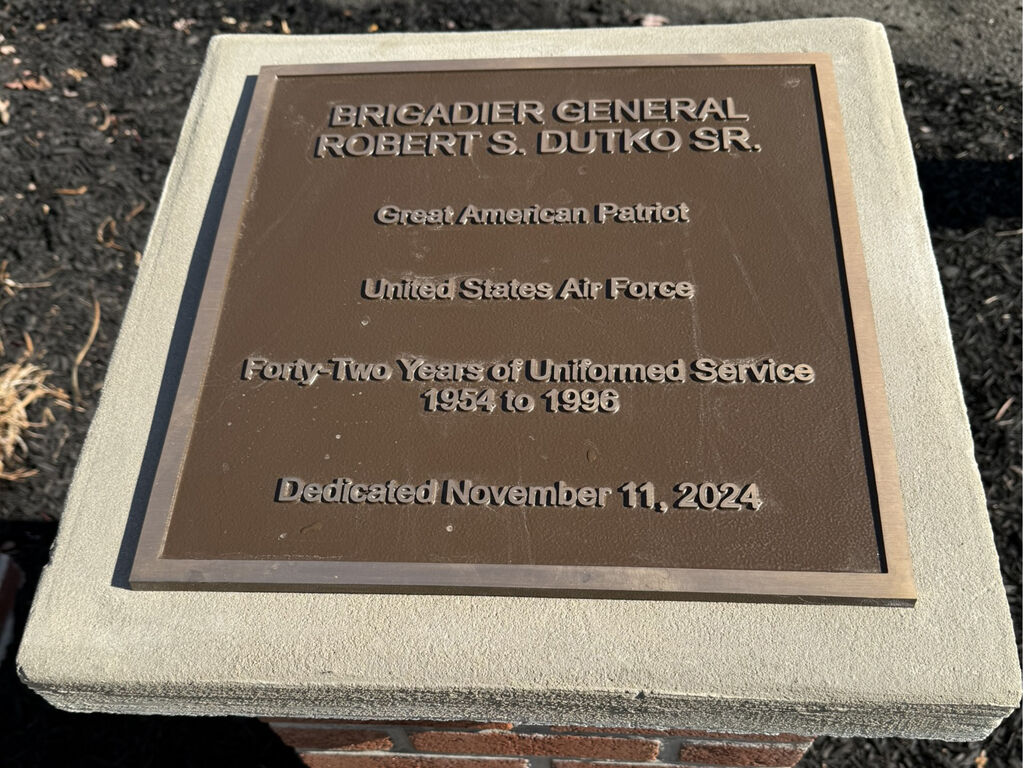 BRIGADIER GENERAL
ROBERT S. DUTKO SR.
Great American Patriot
United States Air Force
Forty-Two Years of Uniformed Service
1954 to 1996
Dedicated November 11, 2024